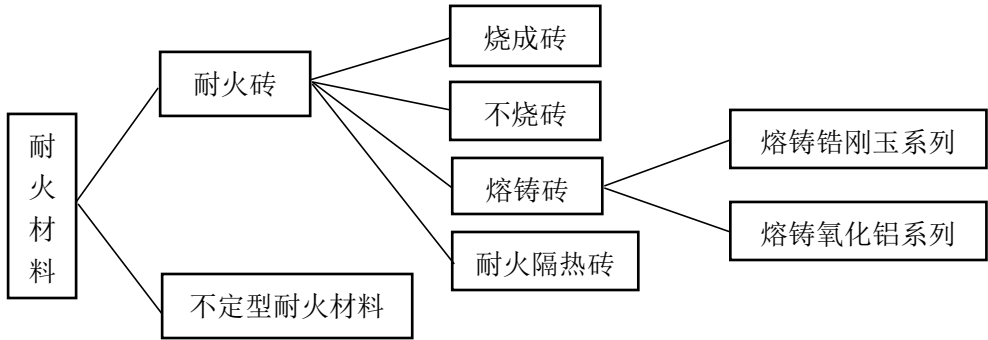 耐火材料
耐火砖
不定型耐火材料
烧成砖
不烧砖
熔铸砖
耐火隔热砖
熔铸锆刚玉系列
熔铸氧化铝系列